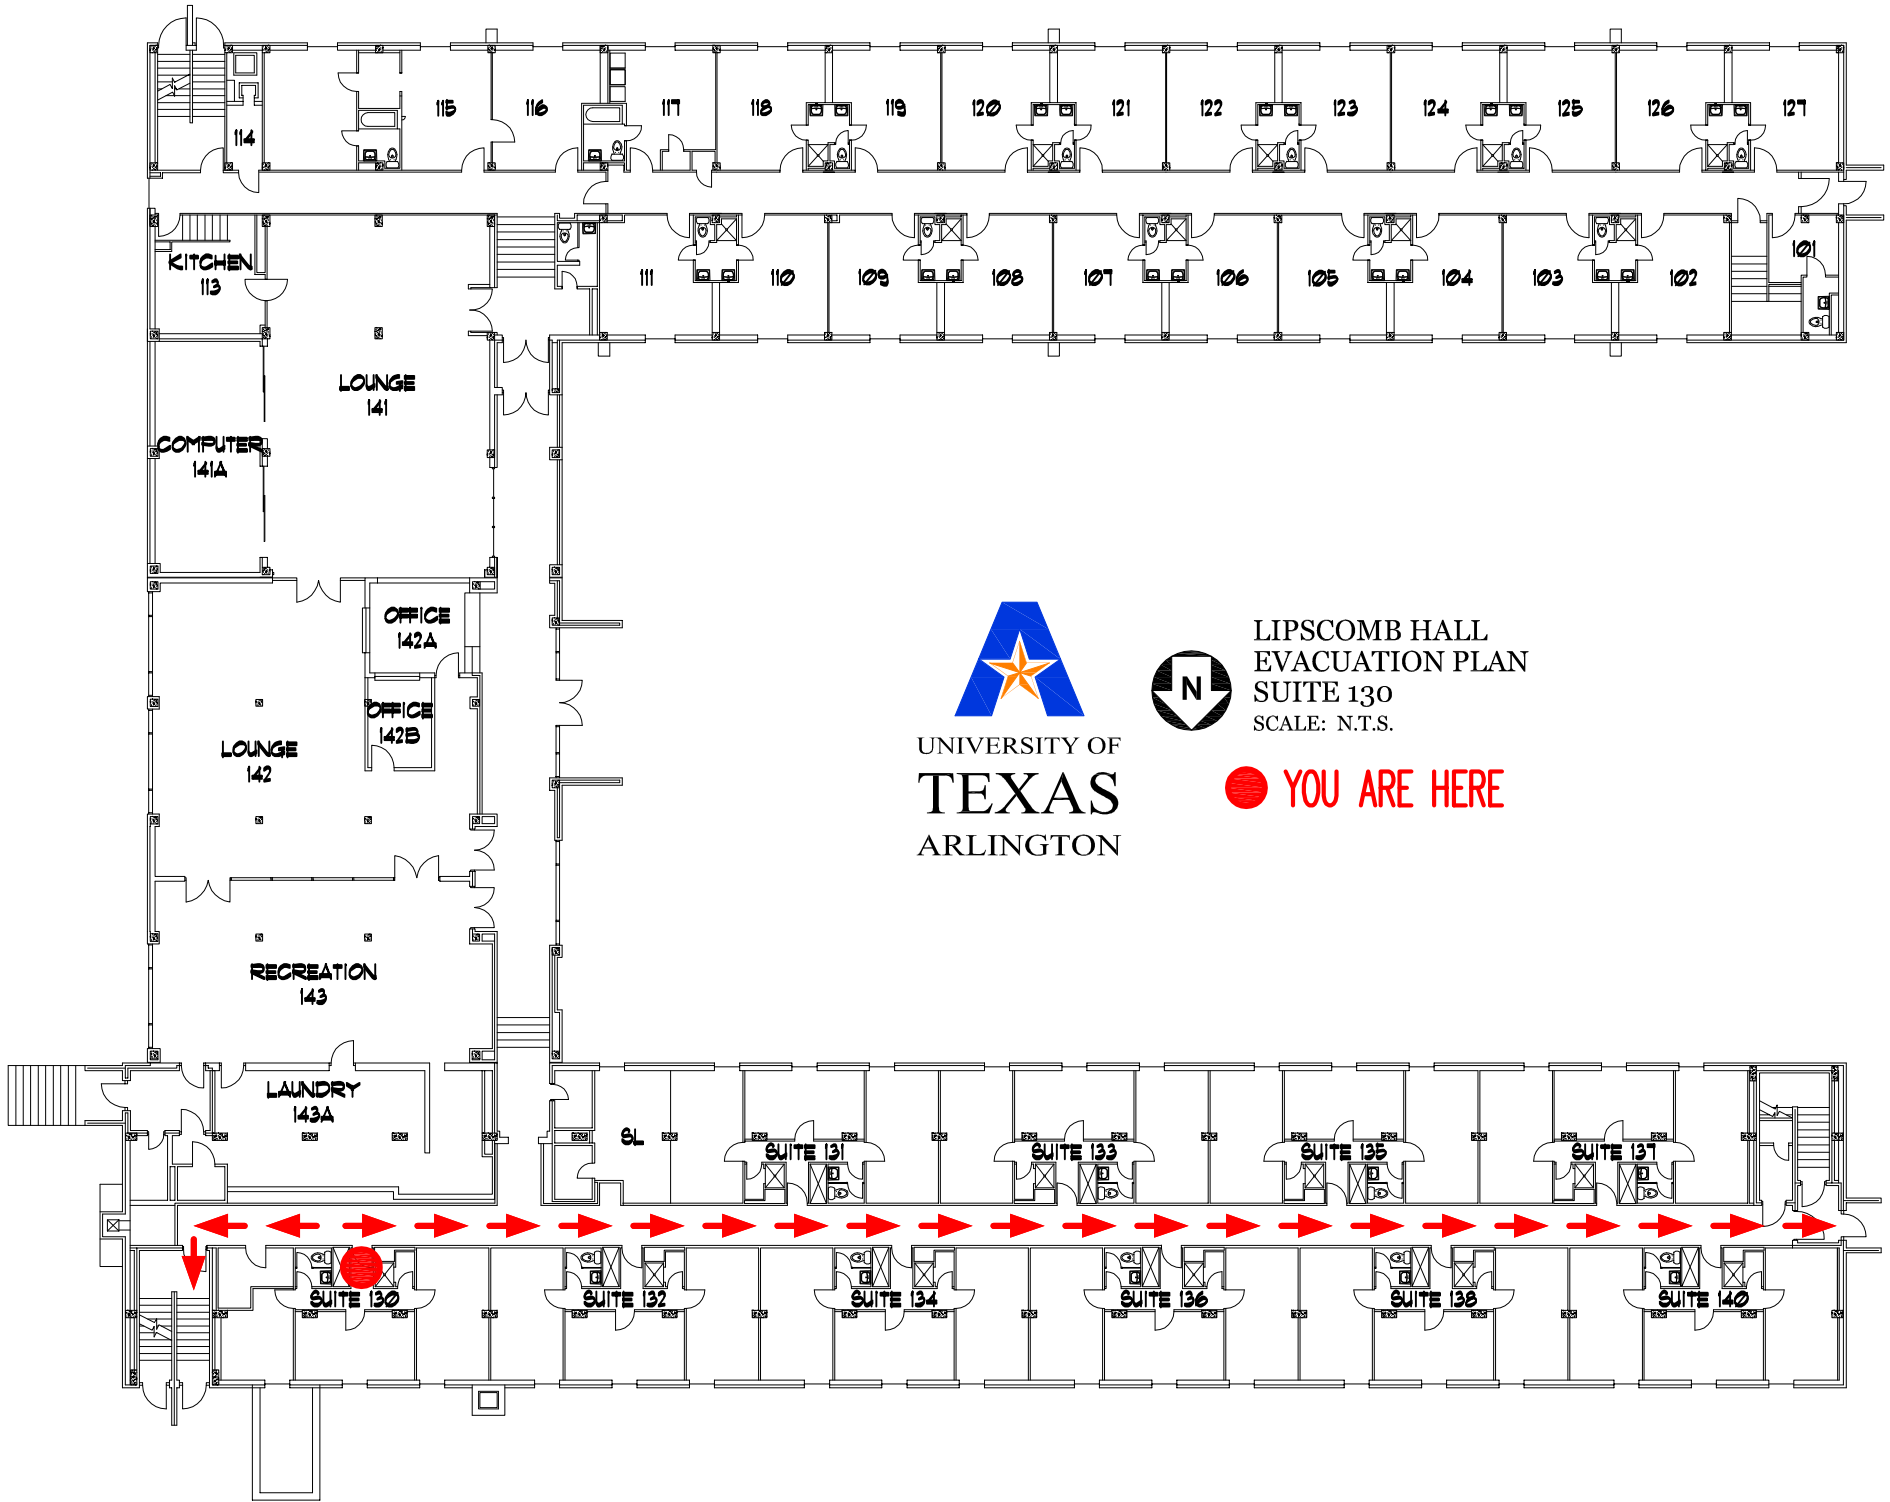 115
116
117
118
119
120
121
122
123
124
125
126
127
114
KITCHEN
113
101
111
110
109
108
107
106
105
104
103
102
LOUNGE
141
COMPUTER
141A
OFFICE
142A
OFFICE
142B
LOUNGE
142
UNIVERSITY OF
TEXAS
ARLINGTON
N
LIPSCOMB HALL
EVACUATION PLAN
SUITE 130
SCALE: N.T.S.
YOU ARE HERE
RECREATION
143
LAUNDRY
143A
SL
SUITE 131
SUITE 133
SUITE 135
SUITE 137
SUITE 130
SUITE 132
SUITE 134
SUITE 136
SUITE 138
SUITE 140